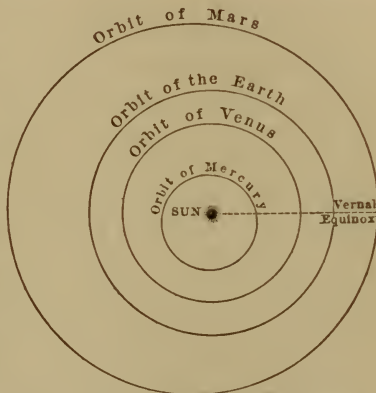 Orbit of Mars
Orbit of the Earth
Orbit of Venus
Orbit of Mercury
SUN
Vernal
Equinox